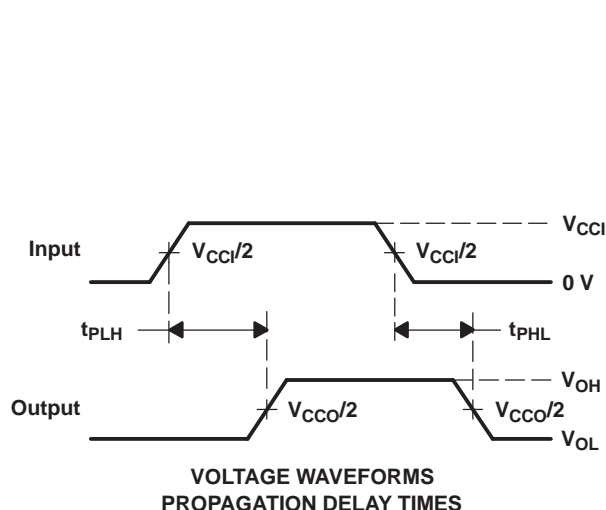 V_CCI
Input V_CCI/2 V_CCI/2
0 V
t_PLH t_PHL
V_OH
Output V_CCO/2 V_CCO/2
V_OL
VOLTAGE WAVEFORMS
PROPAGATION DELAY TIMES